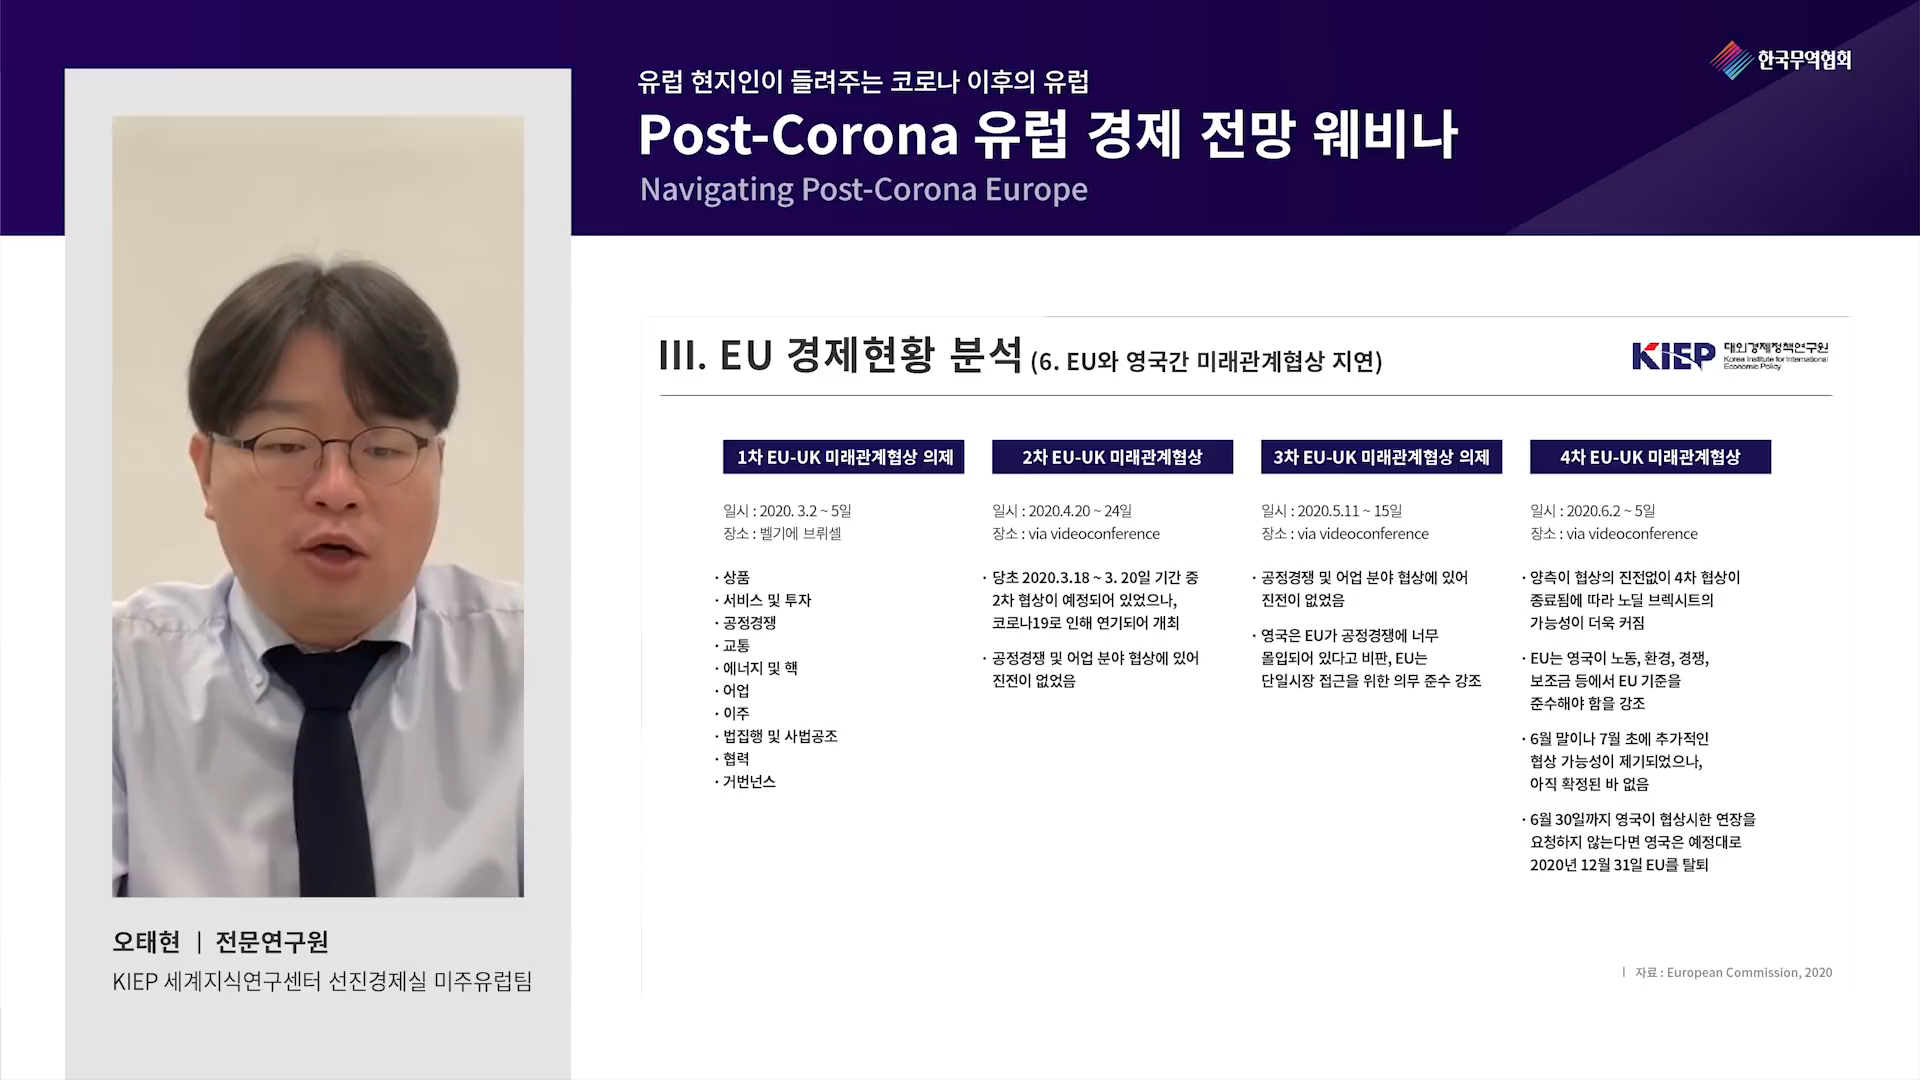 유럽 현지인이 들려주는 코로나 이후의 유럽
Post-Corona 유럽 경제 전망 웨비나
Navigating Post-Corona Europe
한국무역협회
III. EU 경제현황 분석 (6. EU와 영국간 미래관계협상 지연)
KIEP 대외경제정책연구원
Korea Institute for International
Economic Policy
1차 EU-UK 미래관계협상 의제
일시 : 2020. 3.2 ~ 5일
장소 : 벨기에 브뤼셀
· 상품
· 서비스 및 투자
· 공정경쟁
· 교통
· 에너지 및 핵
· 어업
· 이주
· 법집행 및 사법공조
· 협력
· 거번넌스
2차 EU-UK 미래관계협상
일시 : 2020.4.20 ~ 24일
장소 : via videoconference
· 당초 2020.3.18 ~ 3. 20일 기간 중
2차 협상이 예정되어 있었으나,
코로나19로 인해 연기되어 개최
· 공정경쟁 및 어업 분야 협상에 있어
진전이 없었음
3차 EU-UK 미래관계협상 의제
일시 : 2020.5.11 ~ 15일
장소 : via videoconference
· 공정경쟁 및 어업 분야 협상에 있어
진전이 없었음
· 영국은 EU가 공정경쟁에 너무
몰입되어 있다고 비판, EU는
단일시장 접근을 위한 의무 준수 강조
4차 EU-UK 미래관계협상
일시 : 2020.6.2 ~ 5일
장소 : via videoconference
· 양측이 협상의 진전없이 4차 협상이
종료됨에 따라 노딜 브렉시트의
가능성이 더욱 커짐
· EU는 영국이 노동, 환경, 경쟁,
보조금 등에서 EU 기준을
준수해야 함을 강조
· 6월 말이나 7월 초에 추가적인
협상 가능성이 제기되었으나,
아직 확정된 바 없음
· 6월 30일까지 영국이 협상시한 연장을
요청하지 않는다면 영국은 예정대로
2020년 12월 31일 EU를 탈퇴
| 자료 : European Commission, 2020
오태현 | 전문연구원
KIEP 세계지식연구센터 선진경제실 미주유럽팀